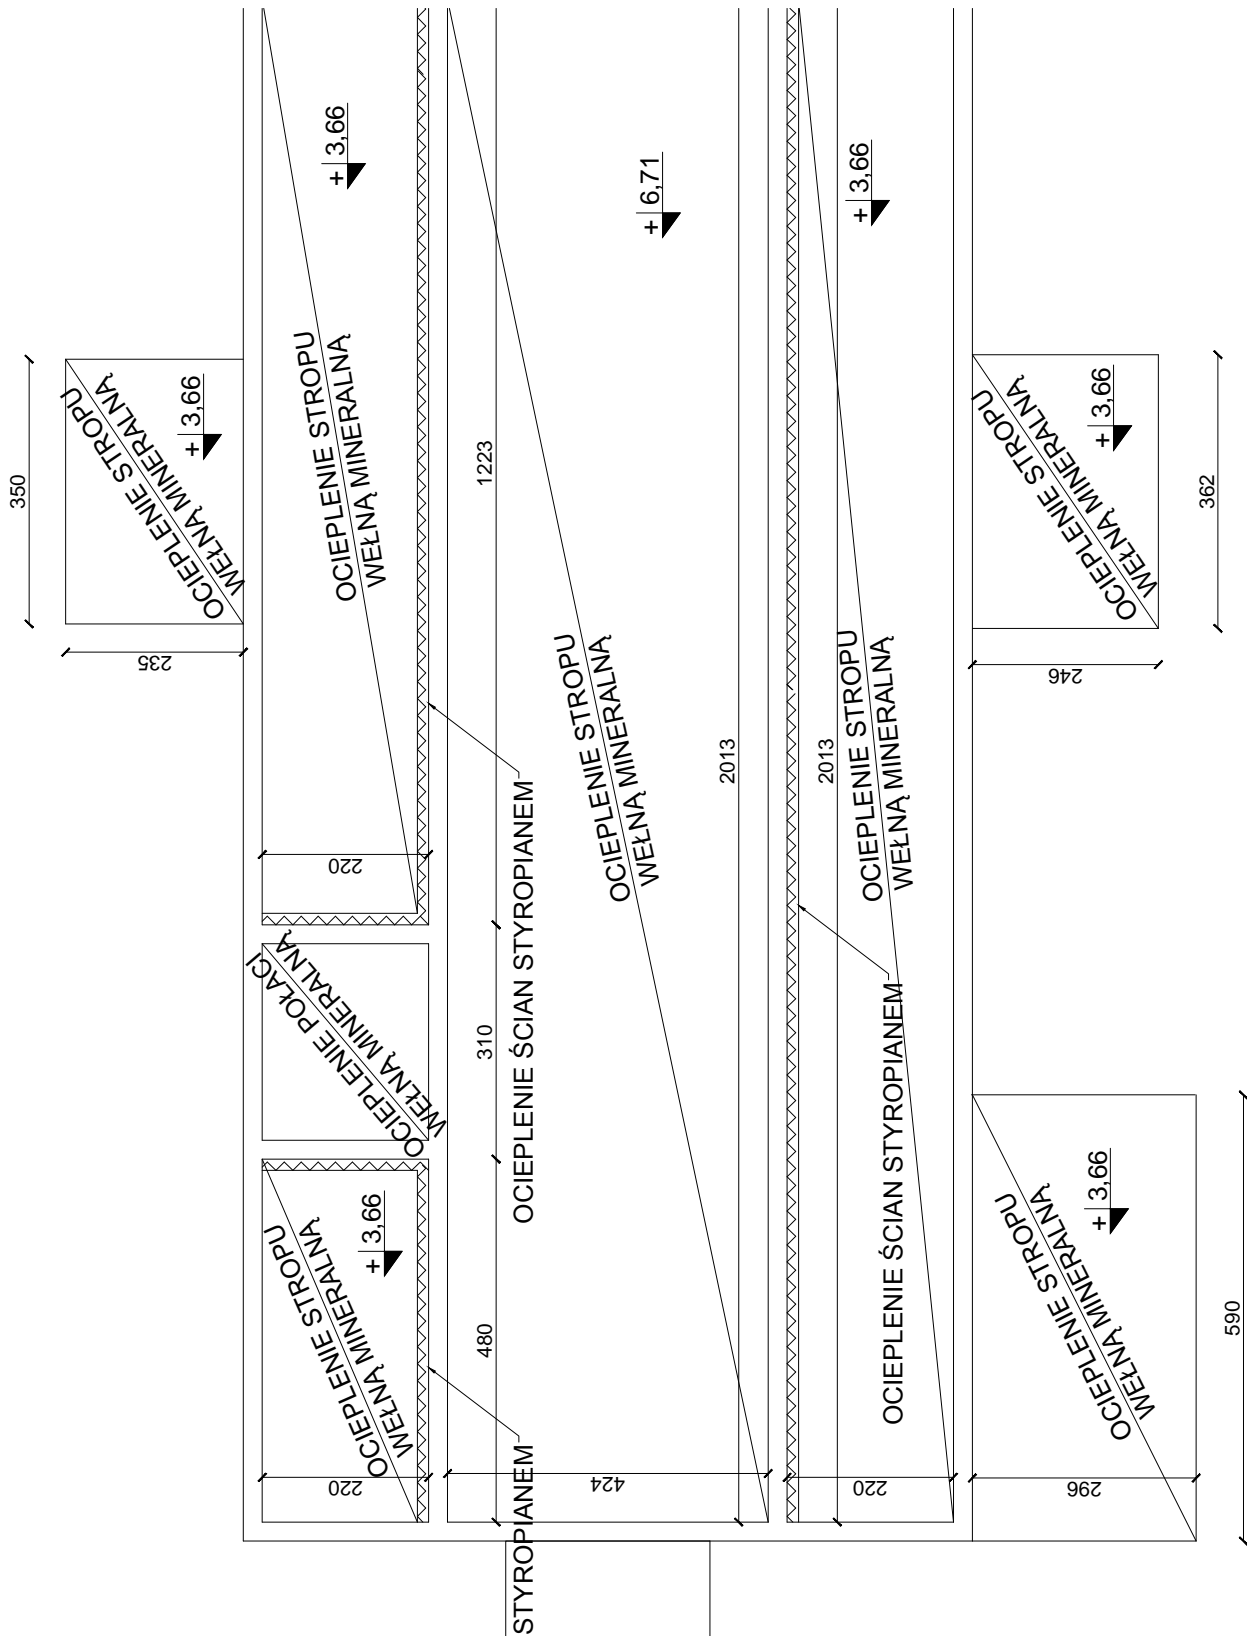 350
235
OCIEPLENIE STROPU
WEŁNĄ MINERALNĄ
+ 3,66
+ 3,66
OCIEPLENIE STROPU
WEŁNĄ MINERALNĄ
220
OCIEPLENIE POŁACI
WEŁNĄ MINERALNĄ
OCIEPLENIE STROPU
WEŁNĄ MINERALNĄ
+ 3,66
220
1223
310
480
OCIEPLENIE ŚCIAN STYROPIANEM
STYROPIANEM
+ 6,71
OCIEPLENIE STROPU
WEŁNĄ MINERALNĄ
424
2013
2013
+ 3,66
OCIEPLENIE STROPU
WEŁNĄ MINERALNĄ
OCIEPLENIE ŚCIAN STYROPIANEM
220
OCIEPLENIE STROPU
WEŁNĄ MINERALNĄ
+ 3,66
246
362
OCIEPLENIE STROPU
WEŁNĄ MINERALNĄ
+ 3,66
296
590